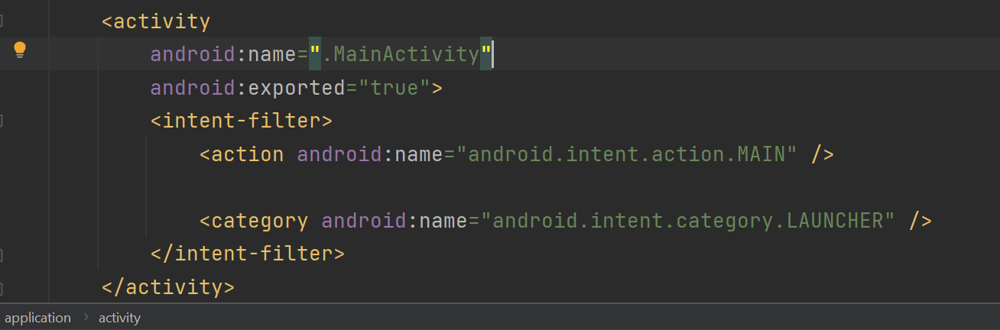 <activity
android:name=".MainActivity"
android:exported="true">
<intent-filter>
<action android:name="android.intent.action.MAIN" />
<category android:name="android.intent.category.LAUNCHER" />
</intent-filter>
</activity>
application › activity